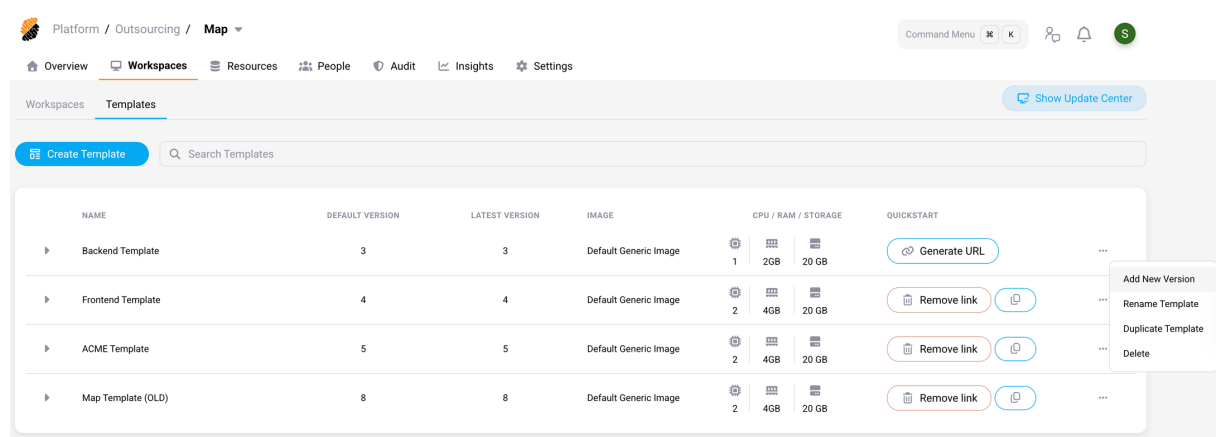 Platform / Outsourcing / Map
Command Menu ⌘ K
S
Overview Workspaces Resources People Audit Insights Settings
Workspaces Templates
Show Update Center
Create Template Search Templates
NAME DEFAULT VERSION LATEST VERSION IMAGE CPU / RAM / STORAGE QUICKSTART
Backend Template 3 3 Default Generic Image 1 2GB 20 GB Generate URL ...
Frontend Template 4 4 Default Generic Image 2 4GB 20 GB Remove link ...
ACME Template 5 5 Default Generic Image 2 4GB 20 GB Remove link ...
Map Template (OLD) 8 8 Default Generic Image 2 4GB 20 GB Remove link ...
Add New Version
Rename Template
Duplicate Template
Delete